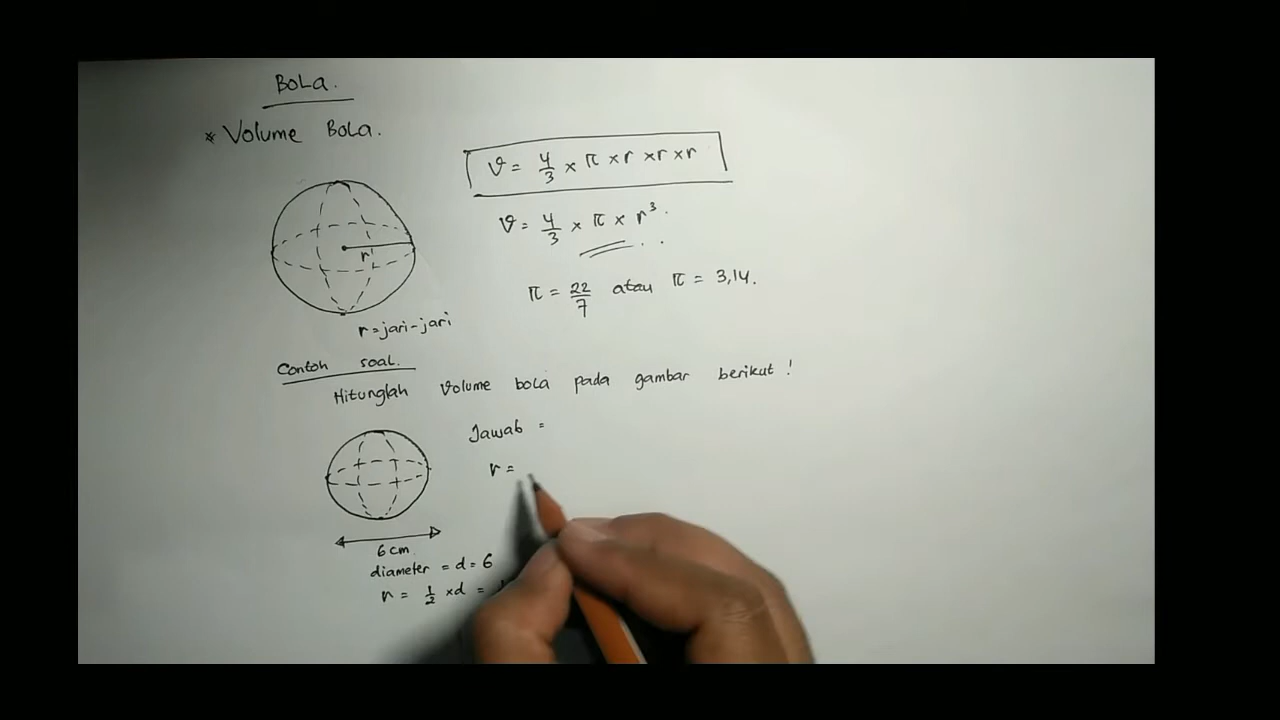 BOLA.
* Volume BOLA.
V = 4/3 × π × r × r × r
V = 4/3 × π × r³.
r
π = 22/7 atau π = 3,14.
r = jari-jari
Contoh soal.
Hitunglah Volume bola pada gambar berikut !
Jawab =
r =
6 cm
diameter = d = 6
r = 1/2 × d =